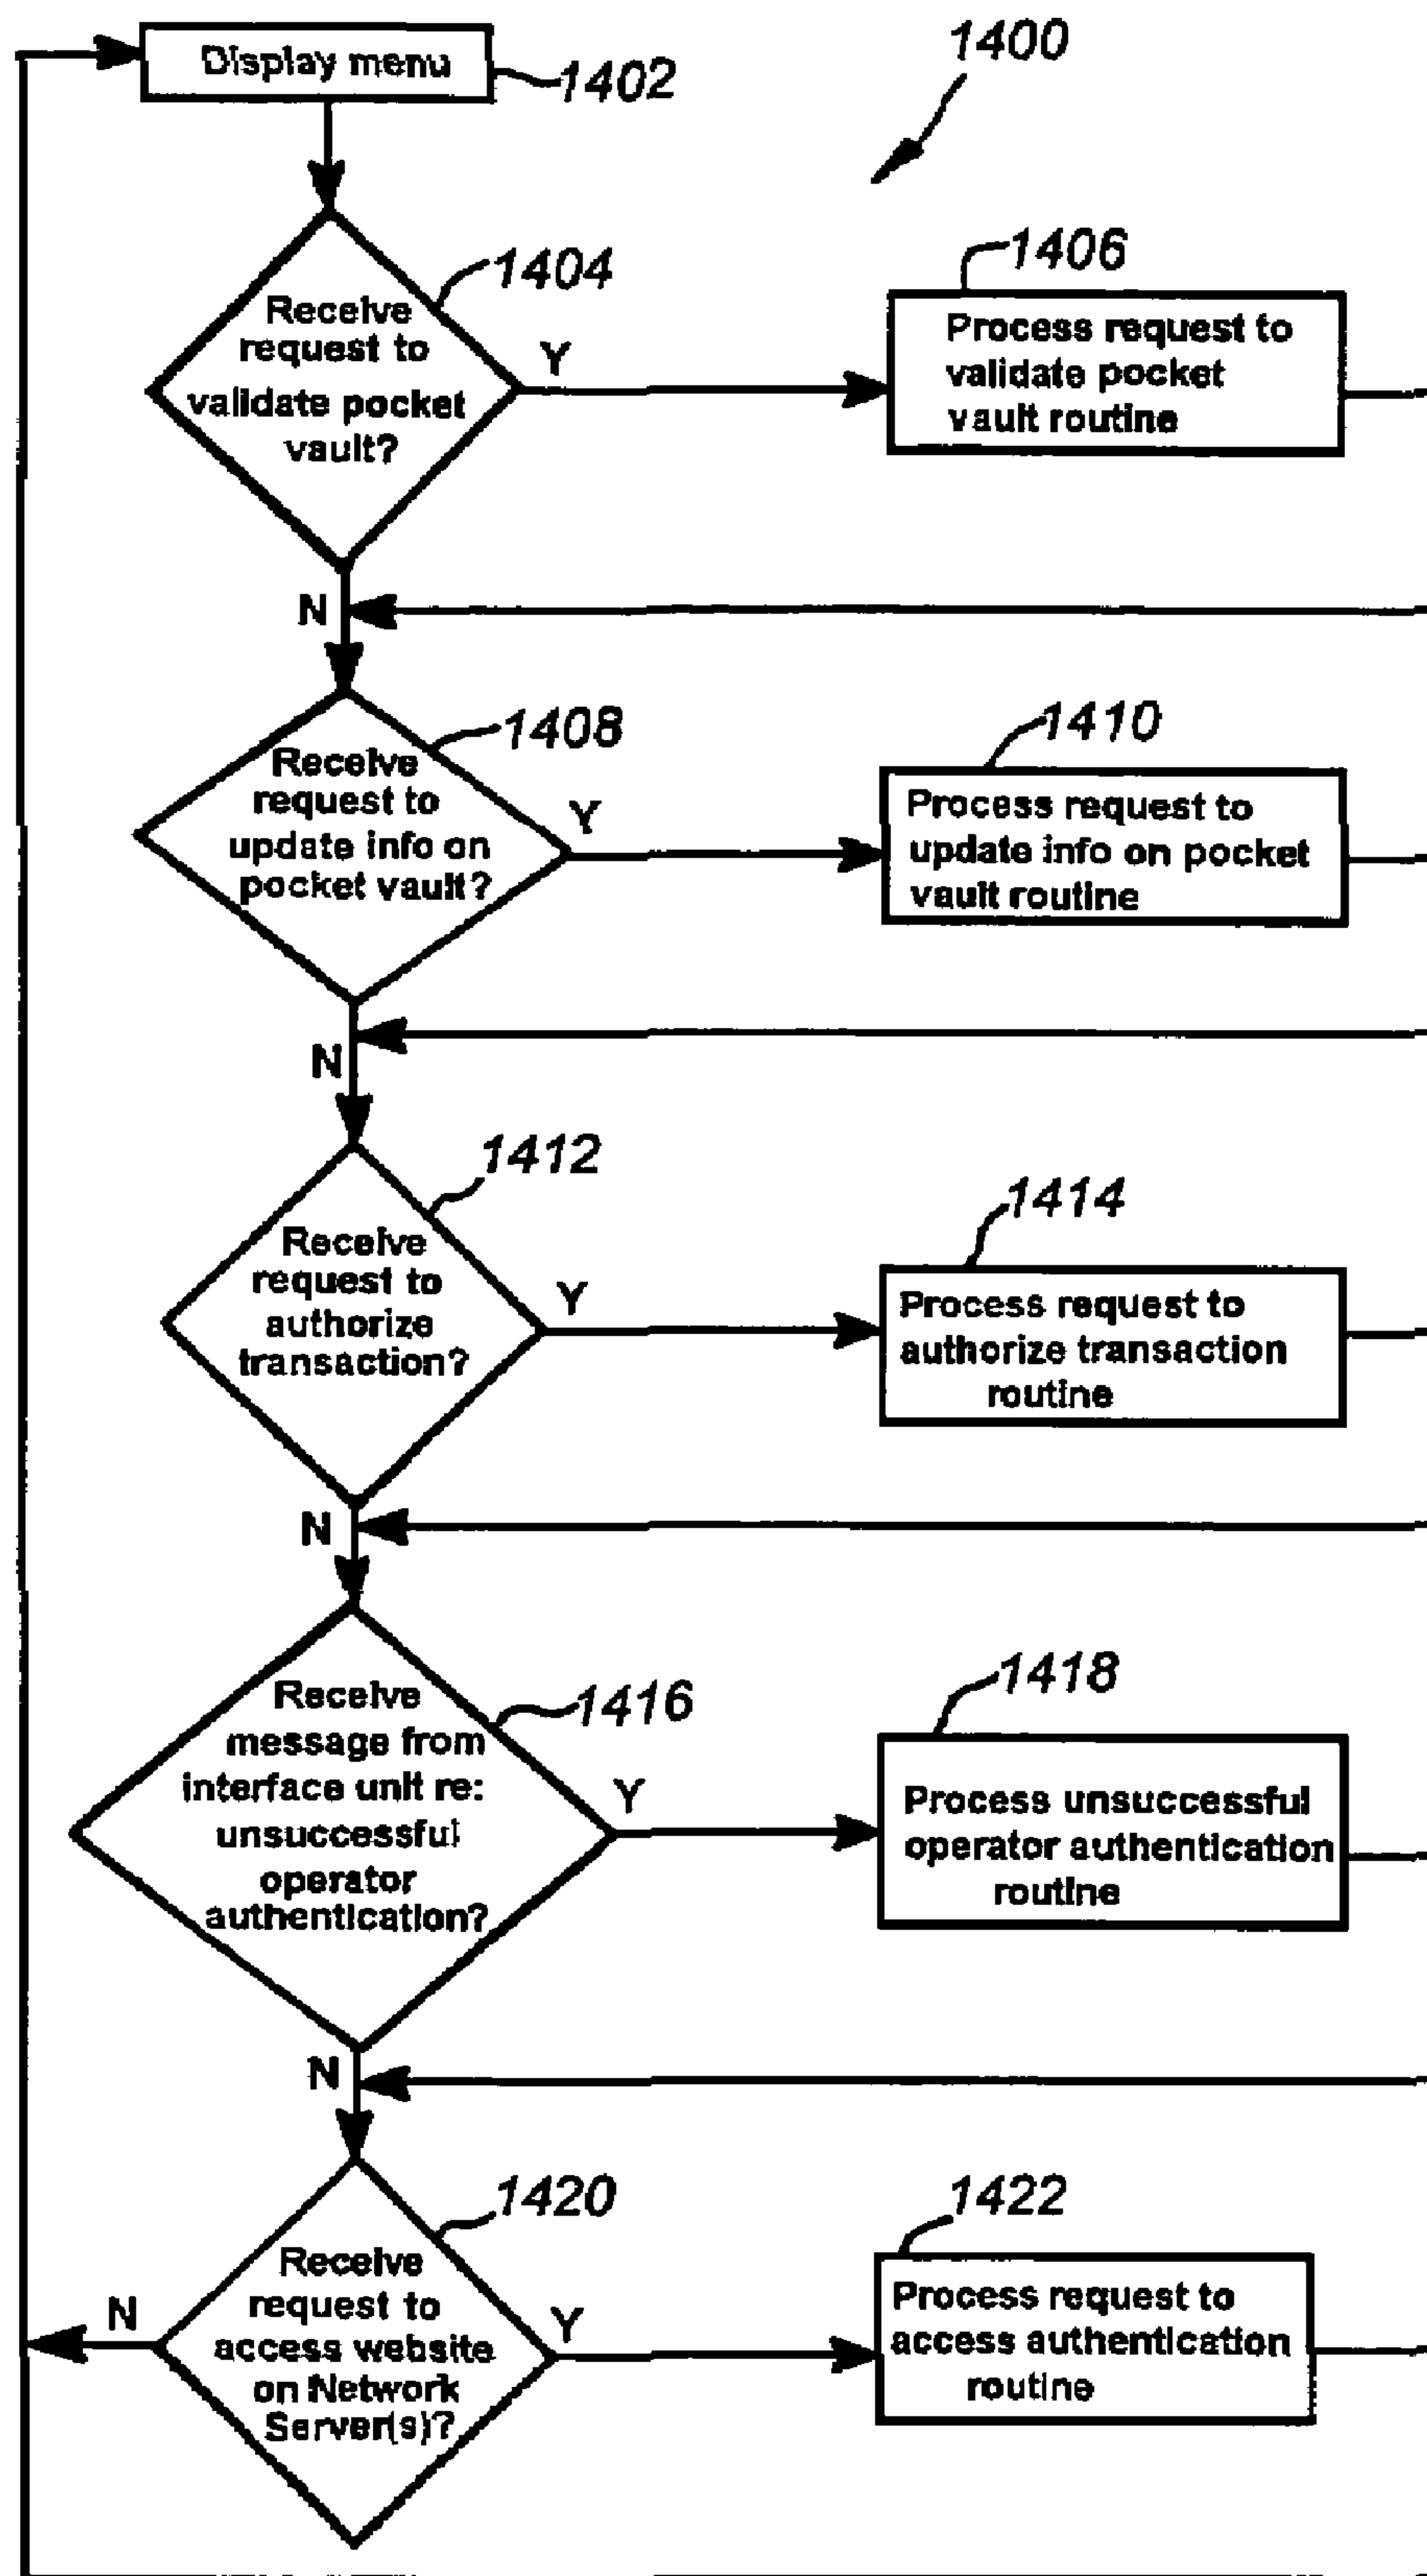 1400
Display menu
1402
1404
Receive
request to
validate pocket
vault?
Y
1406
Process request to
validate pocket
vault routine
N
1408
Receive
request to
update info on
pocket vault?
Y
1410
Process request to
update info on pocket
vault routine
N
1412
Receive
request to
authorize
transaction?
Y
1414
Process request to
authorize transaction
routine
N
1416
Receive
message from
interface unit re:
unsuccessful
operator
authentication?
Y
1418
Process unsuccessful
operator authentication
routine
N
1420
Receive
request to
access website
on Network
Server(s)?
N
Y
1422
Process request to
access authentication
routine